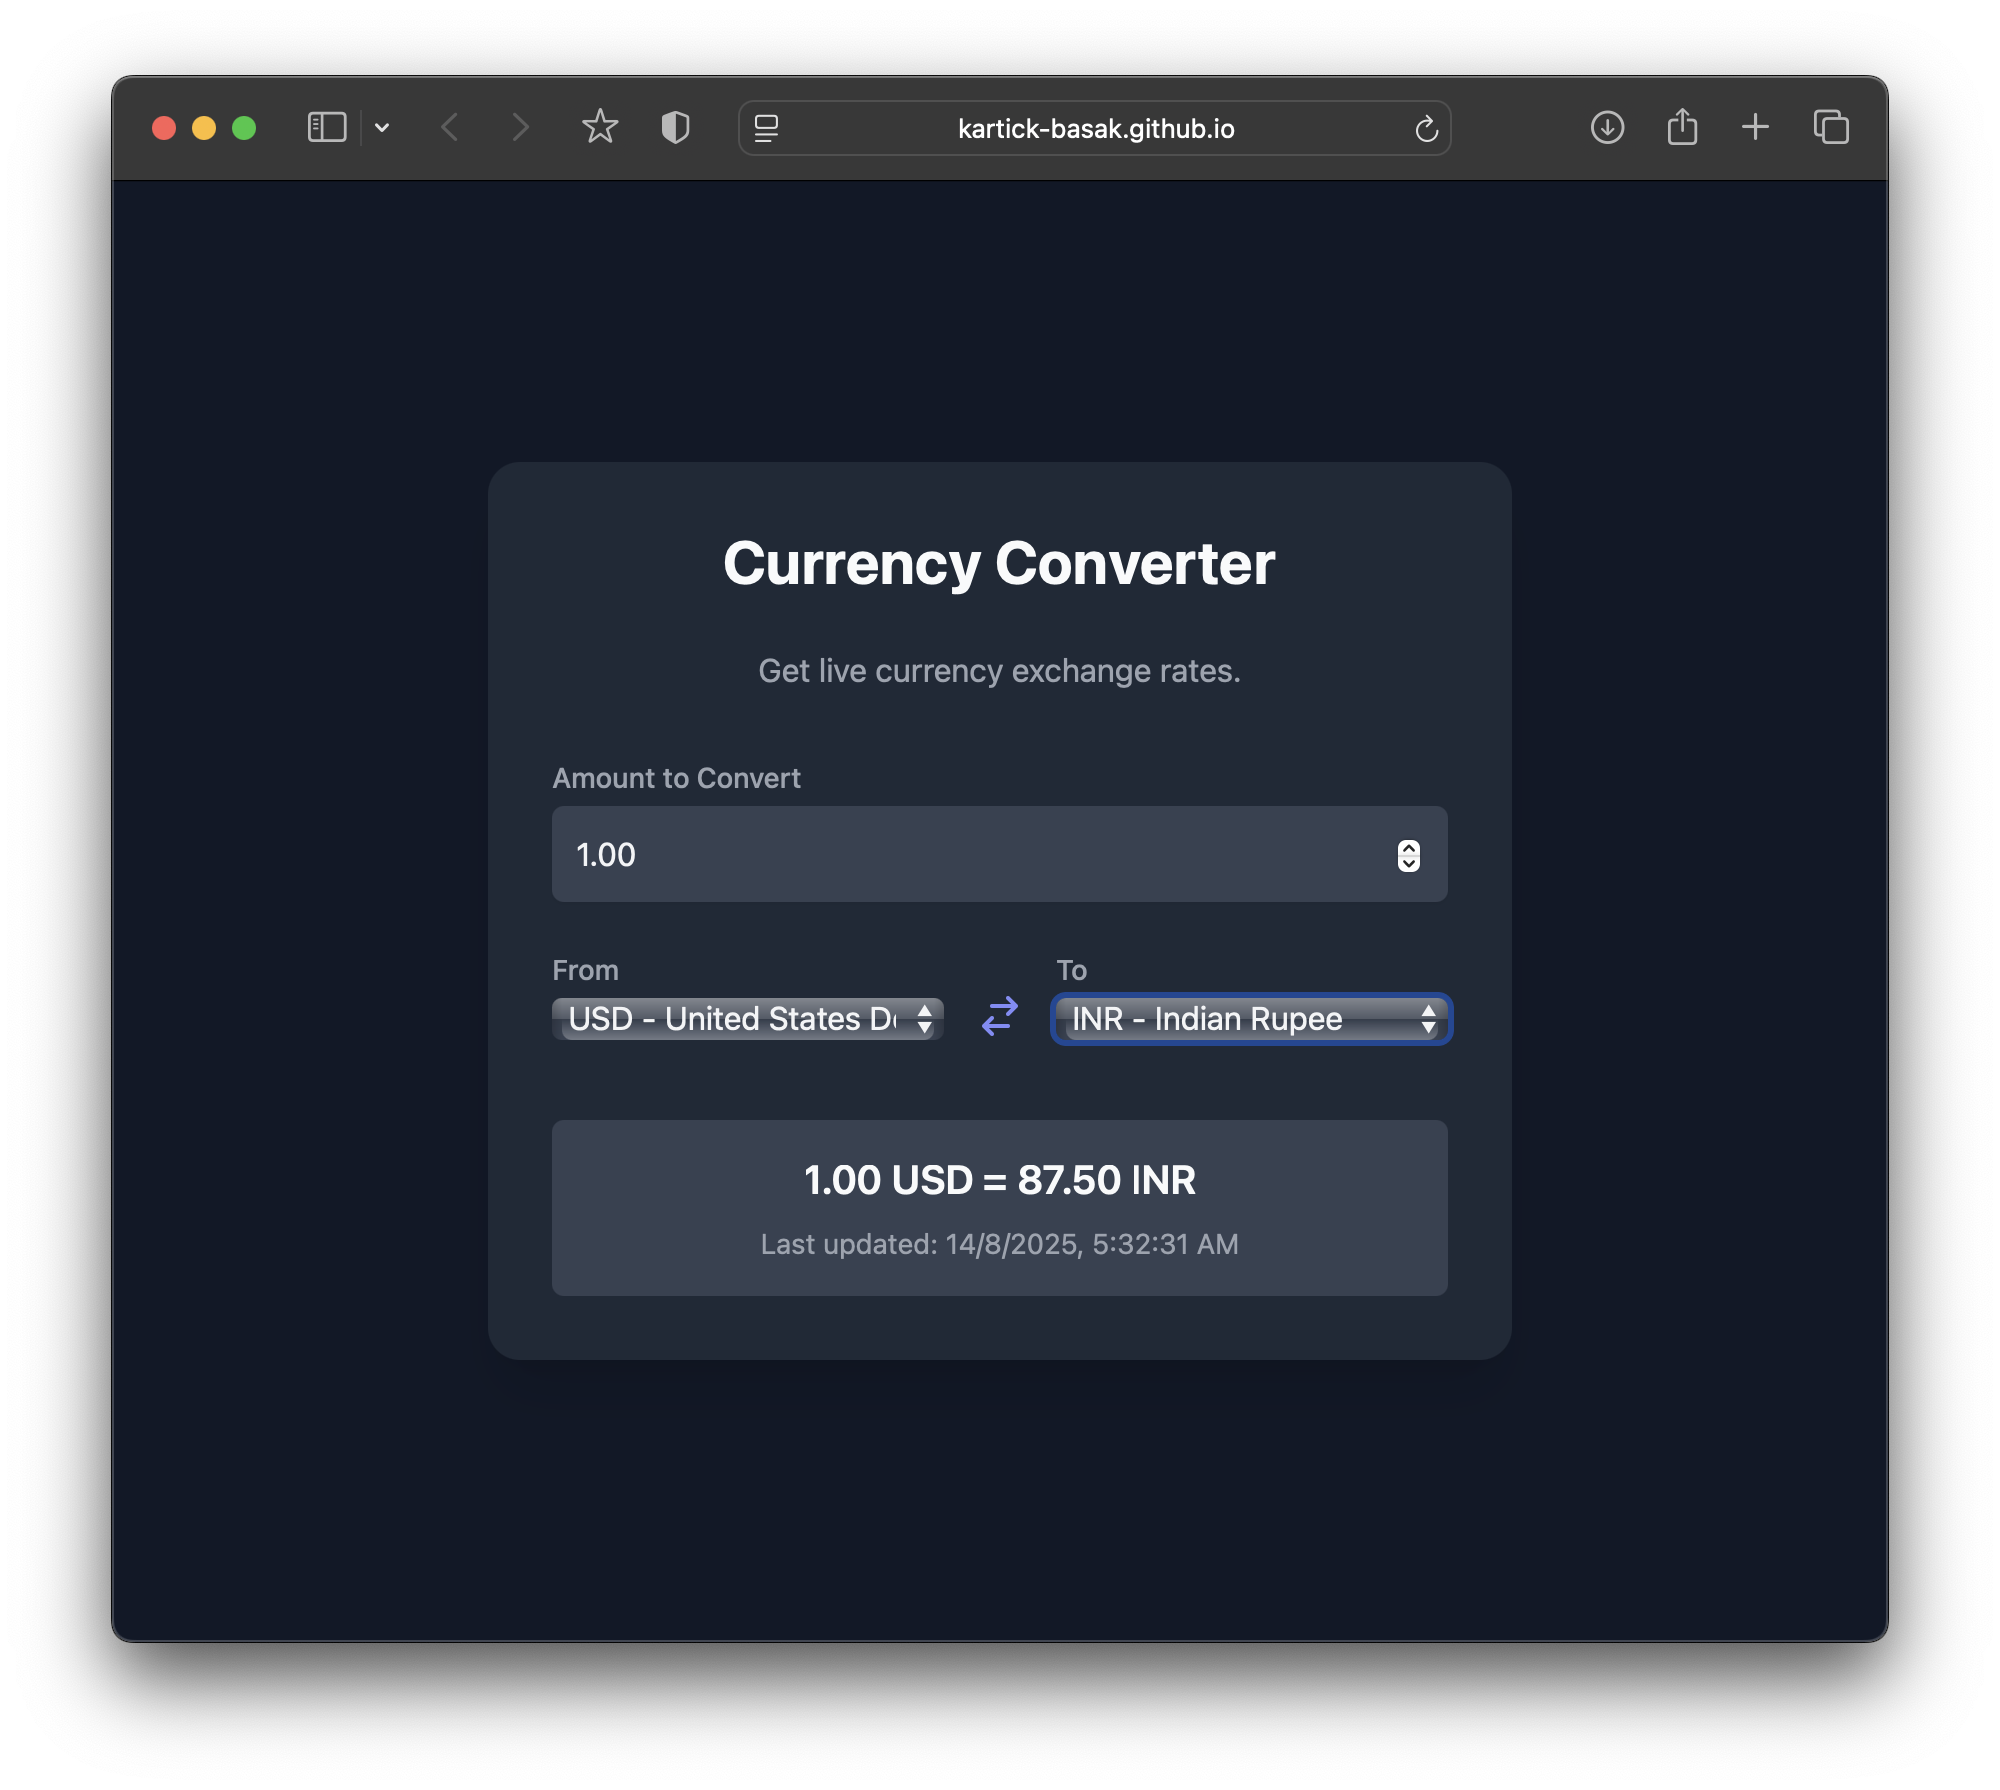 kartick-basak.github.io
Currency Converter
Get live currency exchange rates.
Amount to Convert
1.00
From
To
USD - United States D
INR - Indian Rupee
1.00 USD = 87.50 INR
Last updated: 14/8/2025, 5:32:31 AM